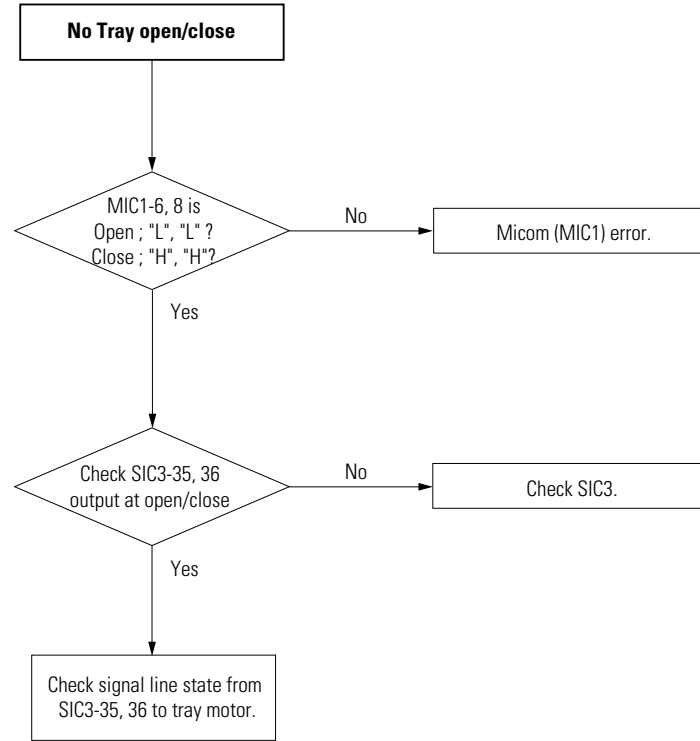 No Tray open/close
MIC1-6, 8 is
Open ; "L", "L" ?
Close ; "H", "H"?
No
Micom (MIC1) error.
Yes
Check SIC3-35, 36
output at open/close
No
Check SIC3.
Yes
Check signal line state from
SIC3-35, 36 to tray motor.